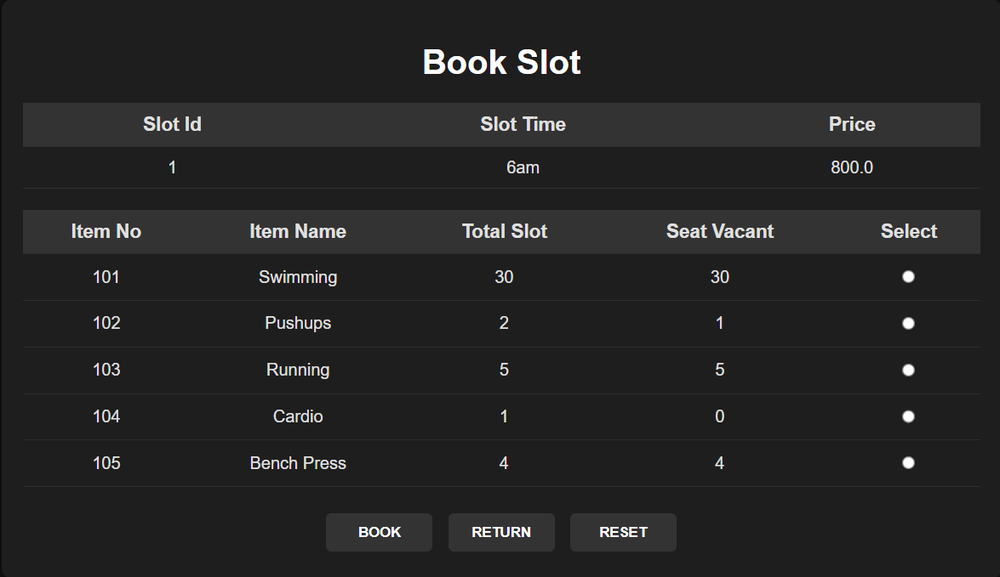 Book Slot
Slot Id Slot Time Price
1 6am 800.0
Item No Item Name Total Slot Seat Vacant Select
101 Swimming 30 30
102 Pushups 2 1
103 Running 5 5
104 Cardio 1 0
105 Bench Press 4 4
BOOK RETURN RESET